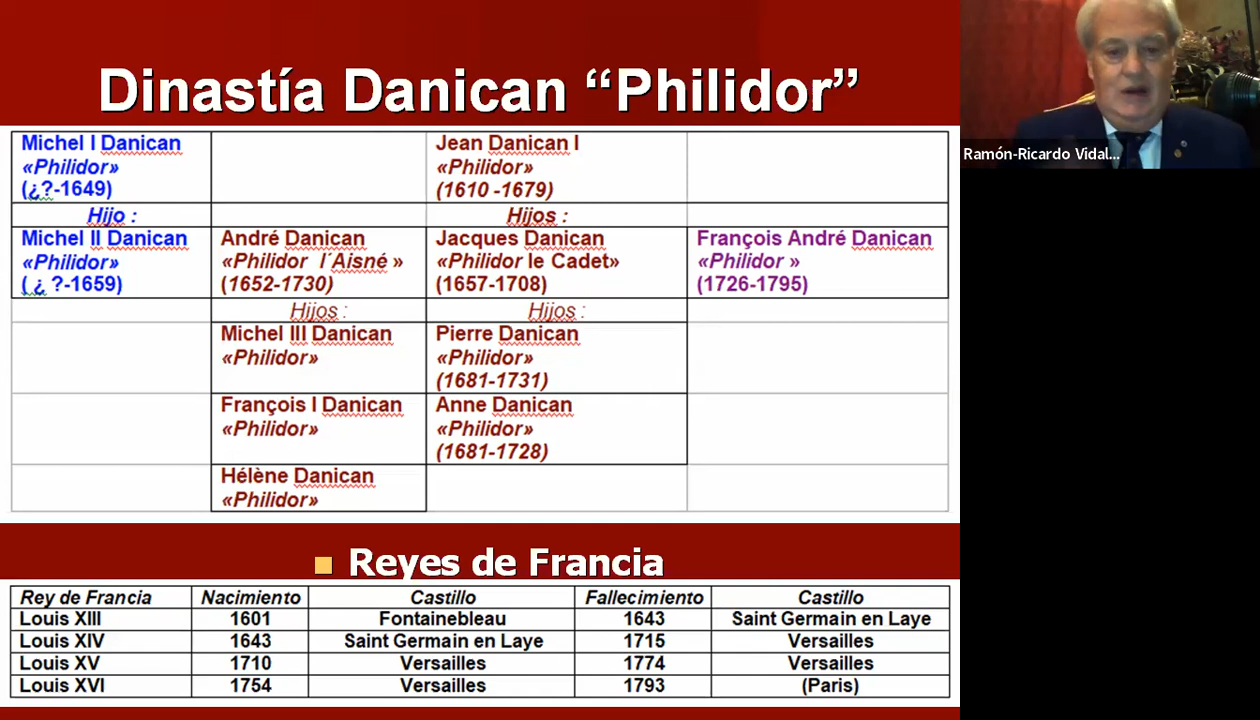 Dinastía Danican “Philidor”
Michel I Danican
«Philidor»
(¿?-1649)
Jean Danican I
«Philidor»
(1610 -1679)
Hijo :
Hijos :
Michel II Danican
«Philidor»
( ¿ ?-1659)
André Danican
«Philidor l´Aisné »
(1652-1730)
Jacques Danican
«Philidor le Cadet»
(1657-1708)
François André Danican
«Philidor »
(1726-1795)
Hijos :
Hijos :
Michel III Danican
«Philidor»
Pierre Danican
«Philidor»
(1681-1731)
François I Danican
«Philidor»
Anne Danican
«Philidor»
(1681-1728)
Hélène Danican
«Philidor»
Reyes de Francia
Rey de Francia Nacimiento Castillo Fallecimiento Castillo
Louis XIII 1601 Fontainebleau 1643 Saint Germain en Laye
Louis XIV 1643 Saint Germain en Laye 1715 Versailles
Louis XV 1710 Versailles 1774 Versailles
Louis XVI 1754 Versailles 1793 (Paris)
Ramón-Ricardo Vidal...